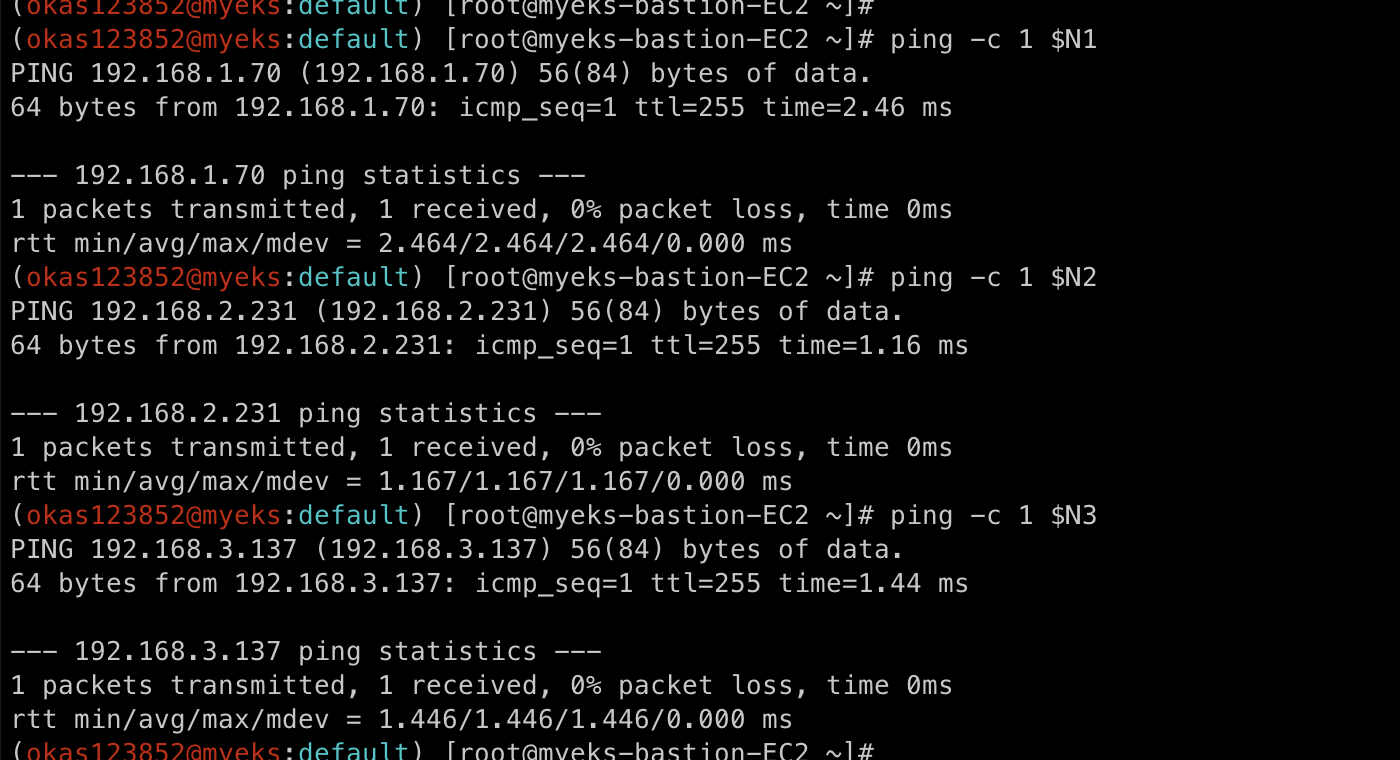 (okas123852@myeks:default) [root@myeks-bastion-EC2 ~]#
(okas123852@myeks:default) [root@myeks-bastion-EC2 ~]# ping -c 1 $N1
PING 192.168.1.70 (192.168.1.70) 56(84) bytes of data.
64 bytes from 192.168.1.70: icmp_seq=1 ttl=255 time=2.46 ms
--- 192.168.1.70 ping statistics ---
1 packets transmitted, 1 received, 0% packet loss, time 0ms
rtt min/avg/max/mdev = 2.464/2.464/2.464/0.000 ms
(okas123852@myeks:default) [root@myeks-bastion-EC2 ~]# ping -c 1 $N2
PING 192.168.2.231 (192.168.2.231) 56(84) bytes of data.
64 bytes from 192.168.2.231: icmp_seq=1 ttl=255 time=1.16 ms
--- 192.168.2.231 ping statistics ---
1 packets transmitted, 1 received, 0% packet loss, time 0ms
rtt min/avg/max/mdev = 1.167/1.167/1.167/0.000 ms
(okas123852@myeks:default) [root@myeks-bastion-EC2 ~]# ping -c 1 $N3
PING 192.168.3.137 (192.168.3.137) 56(84) bytes of data.
64 bytes from 192.168.3.137: icmp_seq=1 ttl=255 time=1.44 ms
--- 192.168.3.137 ping statistics ---
1 packets transmitted, 1 received, 0% packet loss, time 0ms
rtt min/avg/max/mdev = 1.446/1.446/1.446/0.000 ms
(okas123852@myeks:default) [root@myeks-bastion-EC2 ~]#